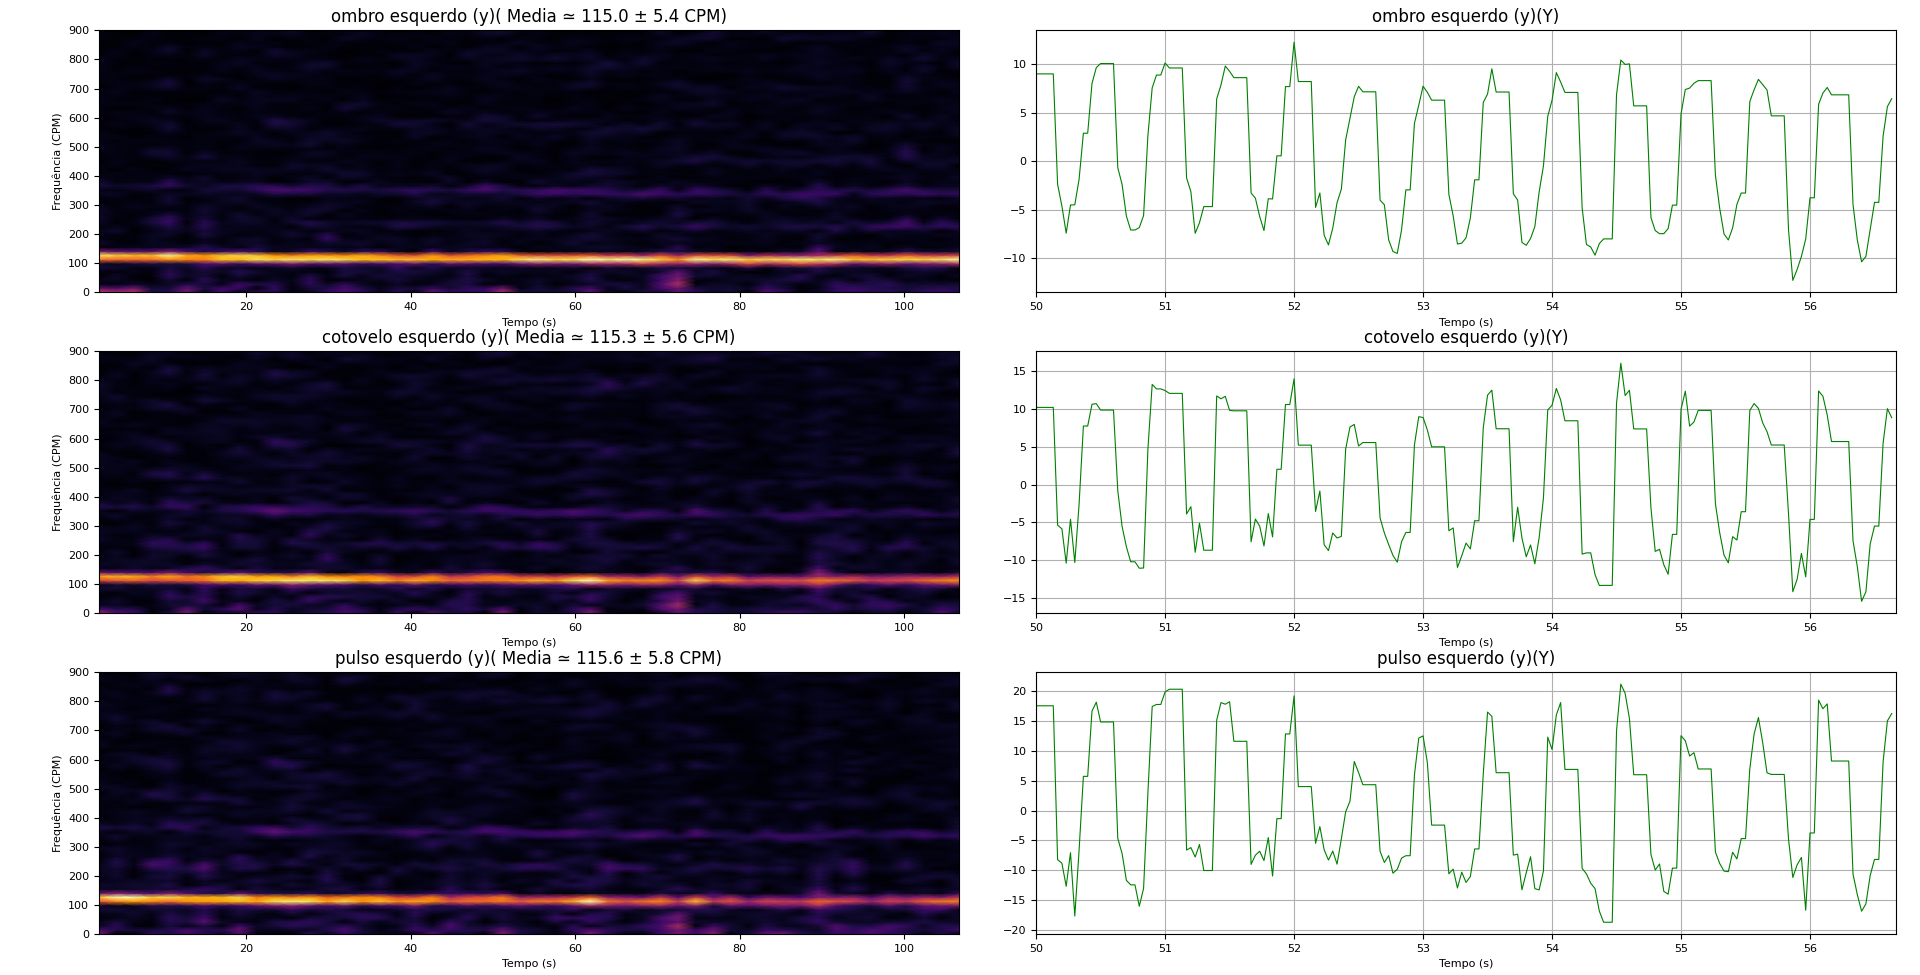 ombro esquerdo (y)( Media ≃ 115.0 ± 5.4 CPM)
900
800
700
600
500
400
300
200
100
0
Frequência (CPM)
20 40 60 80 100
Tempo (s)
ombro esquerdo (y)(Y)
10
5
0
−5
−10
50 51 52 53 54 55 56
Tempo (s)
cotovelo esquerdo (y)( Media ≃ 115.3 ± 5.6 CPM)
900
800
700
600
500
400
300
200
100
0
Frequência (CPM)
20 40 60 80 100
Tempo (s)
cotovelo esquerdo (y)(Y)
15
10
5
0
−5
−10
−15
50 51 52 53 54 55 56
Tempo (s)
pulso esquerdo (y)( Media ≃ 115.6 ± 5.8 CPM)
900
800
700
600
500
400
300
200
100
0
Frequência (CPM)
20 40 60 80 100
Tempo (s)
pulso esquerdo (y)(Y)
20
15
10
5
0
−5
−10
−15
−20
50 51 52 53 54 55 56
Tempo (s)